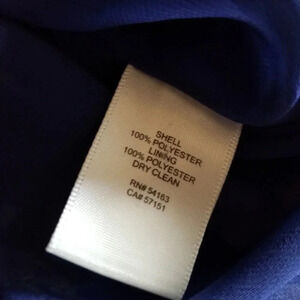 SHELL
100% POLYESTER
LINING
100% POLYESTER
DRY CLEAN
RN# 54163
CA# 57151